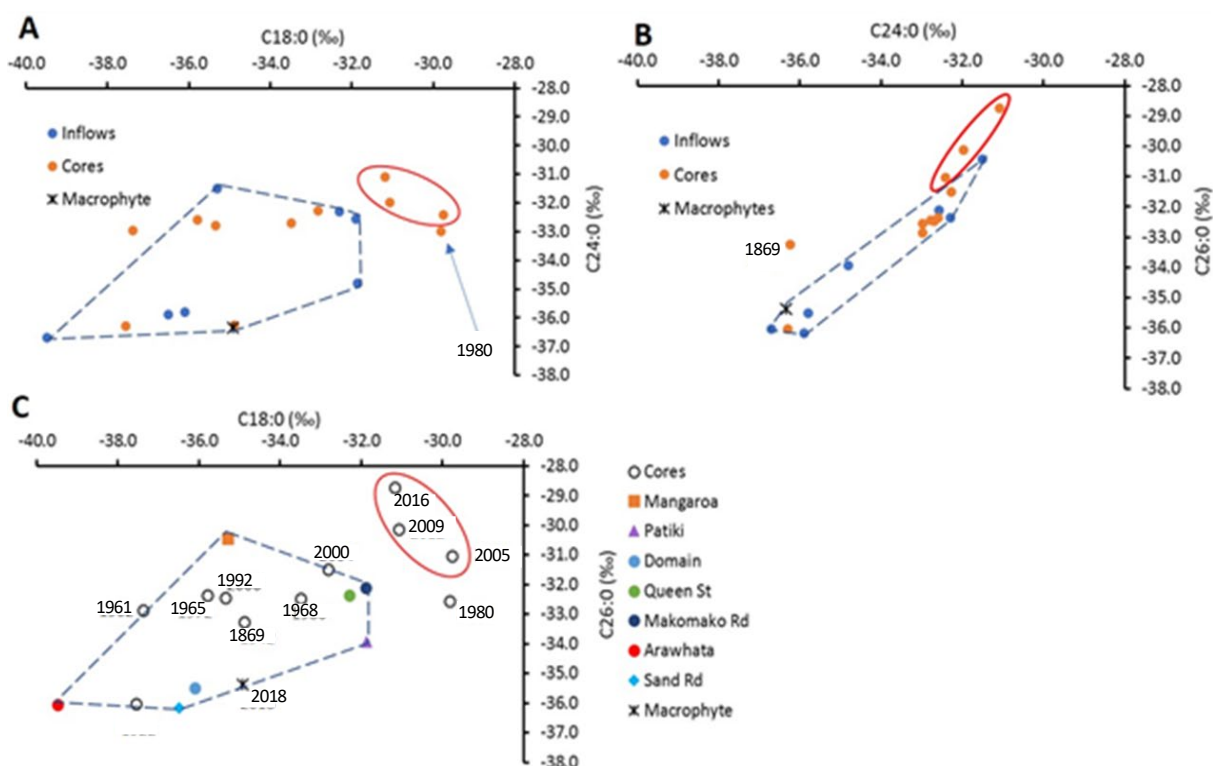 A
C18:0 (‰)
-40.0 -38.0 -36.0 -34.0 -32.0 -30.0 -28.0
-28.0
-29.0
-30.0
-31.0
-32.0
-33.0
-34.0
-35.0
-36.0
-37.0
-38.0
C24:0 (‰)
Inflows
Cores
Macrophyte
1980
B
C24:0 (‰)
-40.0 -38.0 -36.0 -34.0 -32.0 -30.0 -28.0
-28.0
-29.0
-30.0
-31.0
-32.0
-33.0
-34.0
-35.0
-36.0
-37.0
-38.0
C26:0 (‰)
Inflows
Cores
Macrophytes
1869
C
C18:0 (‰)
-40.0 -38.0 -36.0 -34.0 -32.0 -30.0 -28.0
-28.0
-29.0
-30.0
-31.0
-32.0
-33.0
-34.0
-35.0
-36.0
-37.0
-38.0
C26:0 (‰)
2016
2009
2005
2000
1992
1980
1961
1965
1968
1869
2018
Cores
Mangaroa
Patiki
Domain
Queen St
Makomako Rd
Arawhata
Sand Rd
Macrophyte